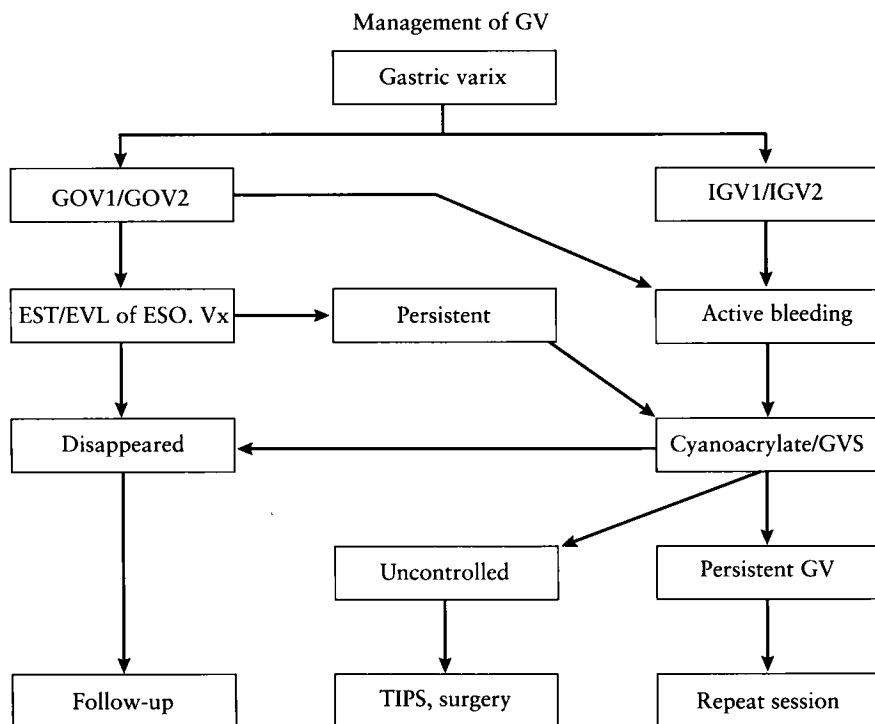 Management of GV
Gastric varix
GOV1/GOV2
IGV1/IGV2
EST/EVL of ESO. Vx
Persistent
Active bleeding
Disappeared
Cyanoacrylate/GVS
Uncontrolled
Persistent GV
Follow-up
TIPS, surgery
Repeat session